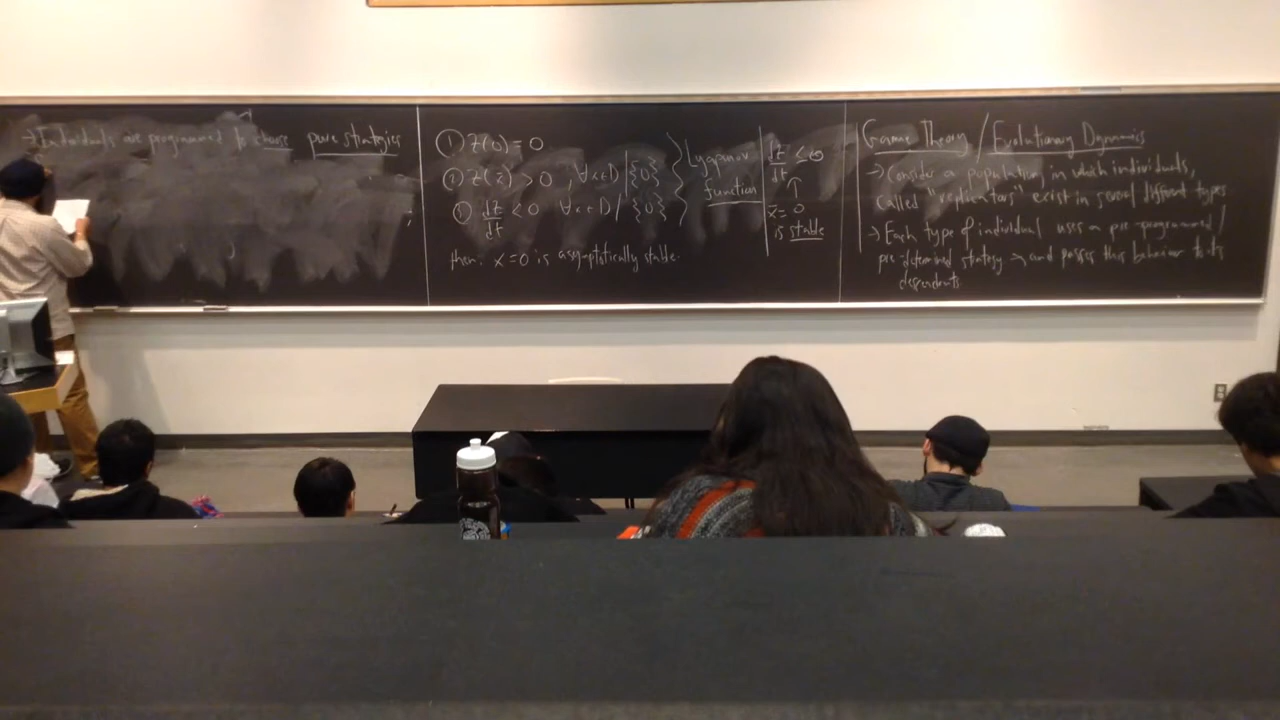 → Individuals are programmed to choose pure strategies
① Z(0) = 0
② Z(x̄) > 0 , ∀x∈D \ {0}
③ dZ/dt < 0 ∀x∈D / {0}
Lyapunov
function
then: x=0 is asymptotically stable.
dZ/dt ≤ 0
↑
x̄ = 0
is stable
Game Theory / Evolutionary Dynamics
→ Consider a population in which individuals,
called "replicators" exist in several different types
→ Each type of individual uses a pre-programmed /
pre-determined strategy → and passes this behavior to its
descendants.